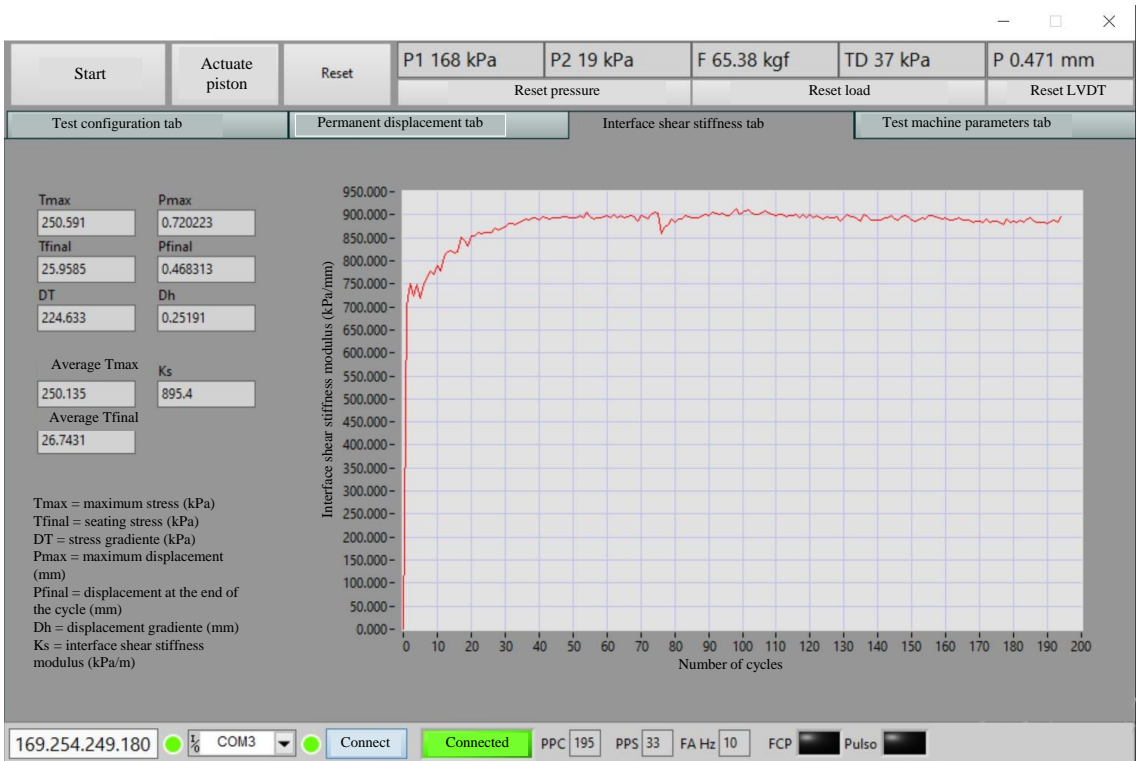 Start
Actuate
piston
Reset
P1 168 kPa
P2 19 kPa
F 65.38 kgf
TD 37 kPa
P 0.471 mm
Reset pressure
Reset load
Reset LVDT
Test configuration tab
Permanent displacement tab
Interface shear stiffness tab
Test machine parameters tab
Tmax
Pmax
250.591
0.720223
Tfinal
Pfinal
25.9585
0.468313
DT
Dh
224.633
0.25191
Average Tmax
Ks
250.135
895.4
Average Tfinal
26.7431
Tmax = maximum stress (kPa)
Tfinal = seating stress (kPa)
DT = stress gradiente (kPa)
Pmax = maximum displacement
(mm)
Pfinal = displacement at the end of
the cycle (mm)
Dh = displacement gradiente (mm)
Ks = interface shear stiffness
modulus (kPa/m)
Interface shear stiffness modulus (kPa/mm)
950.000
900.000
850.000
800.000
750.000
700.000
650.000
600.000
550.000
500.000
450.000
400.000
350.000
300.000
250.000
200.000
150.000
100.000
50.000
0.000
0 10 20 30 40 50 60 70 80 90 100 110 120 130 140 150 160 170 180 190 200
Number of cycles
169.254.249.180
I/O COM3
Connect
Connected
PPC 195
PPS 33
FA Hz 10
FCP
Pulso